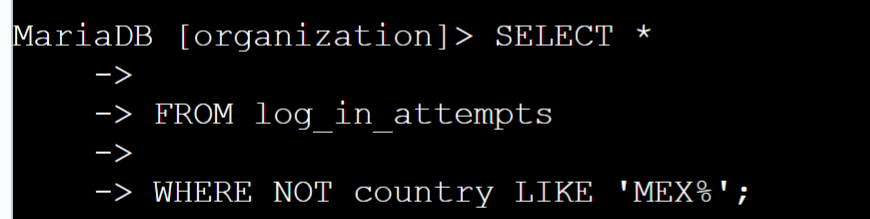 MariaDB [organization]> SELECT *
->
-> FROM log_in_attempts
->
-> WHERE NOT country LIKE 'MEX%';